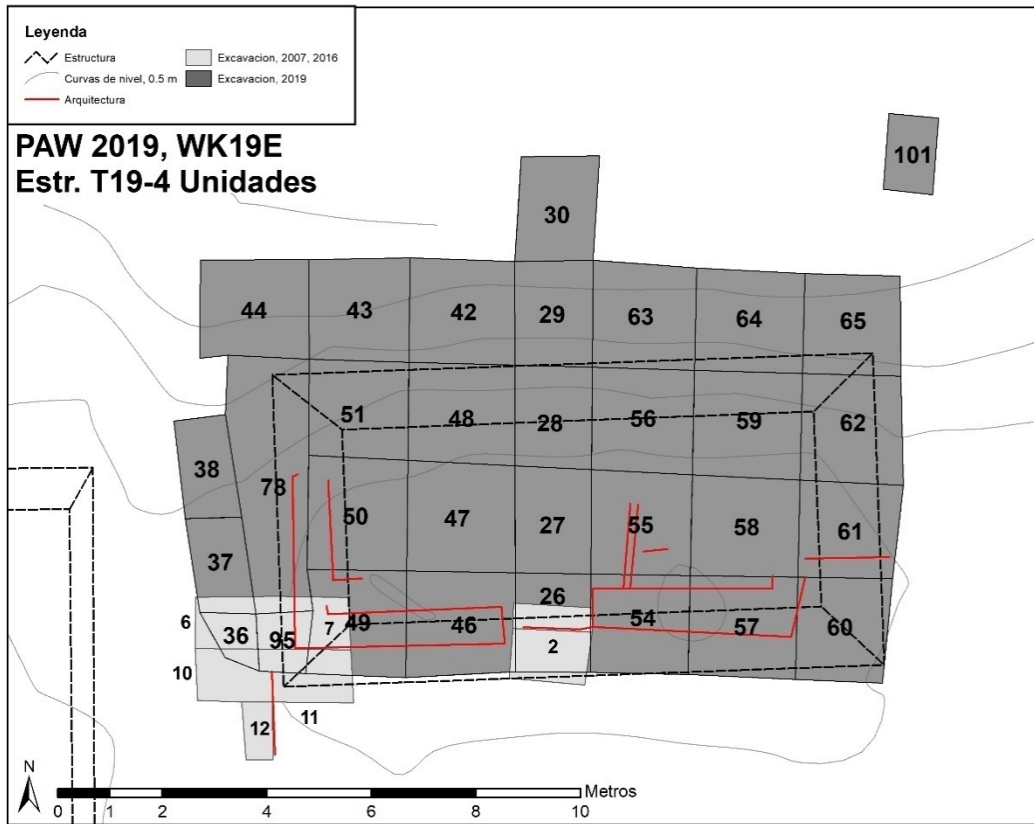 Leyenda
Estructura
Excavacion, 2007, 2016
Curvas de nivel, 0.5 m
Excavacion, 2019
Arquitectura
PAW 2019, WK19E
Estr. T19-4 Unidades
101
30
44 43 42 29 63 64 65
51 48 28 56 59 62
38 78 50 47 27 55 58 61
37
26
6 36 95 7 49 46 54 57 60
2
10
12 11
N
Metros
0 1 2 4 6 8 10